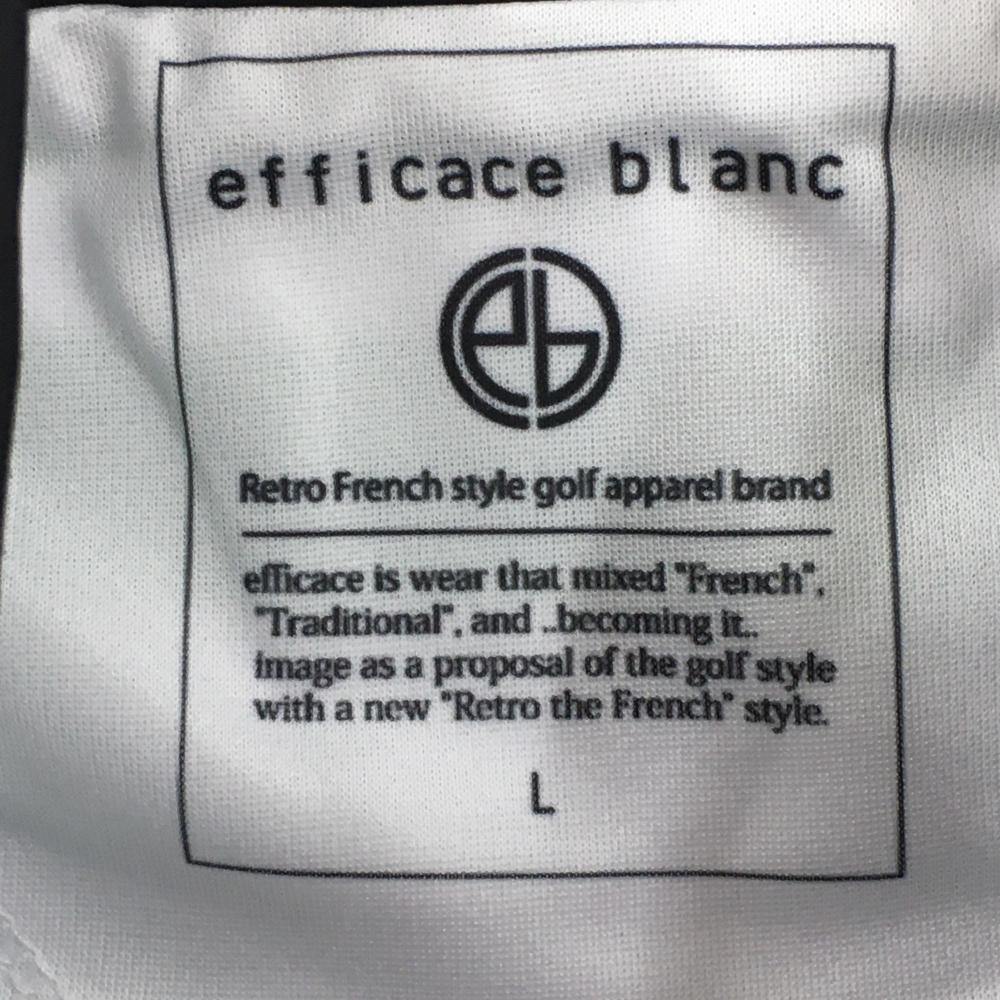 efficace blanc
eb
Retro French style golf apparel brand
efficace is wear that mixed "French",
"Traditional", and ..becoming it..
image as a proposal of the golf style
with a new "Retro the French" style.
L